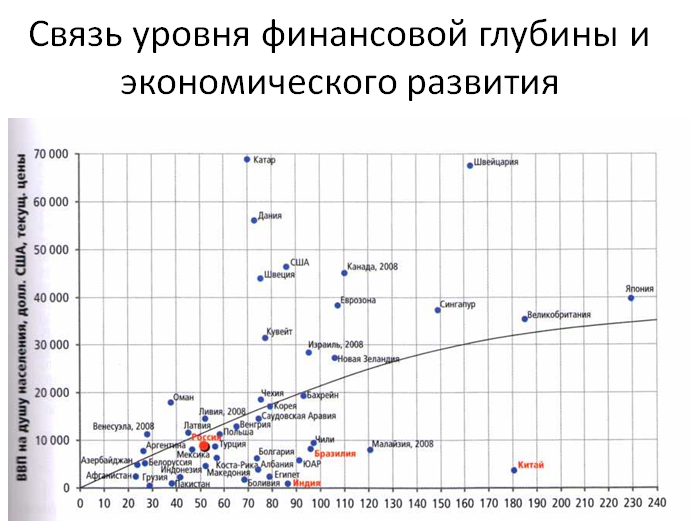 Связь уровня финансовой глубины и
экономического развития
ВВП на душу населения, долл. США, текущ. цены
70 000
60 000
50 000
40 000
30 000
20 000
10 000
0
Катар
Швейцария
Дания
США
Канада, 2008
Швеция
Япония
Еврозона
Сингапур
Великобритания
Кувейт
Израиль, 2008
Новая Зеландия
Оман
Чехия
Бахрейн
Корея
Ливия, 2008
Саудовская Аравия
Венесуэла, 2008
Латвия
Венгрия
Польша
Россия
Аргентина
Турция
Чили
Мексика
Бразилия
Малайзия, 2008
Болгария
Азербайджан
Белоруссия
Коста-Рика
Албания
ЮАР
Китай
Индонезия
Македония
Афганистан
Грузия
Египет
Пакистан
Боливия
Индия
0 10 20 30 40 50 60 70 80 90 100 110 120 130 140 150 160 170 180 190 200 210 220 230 240